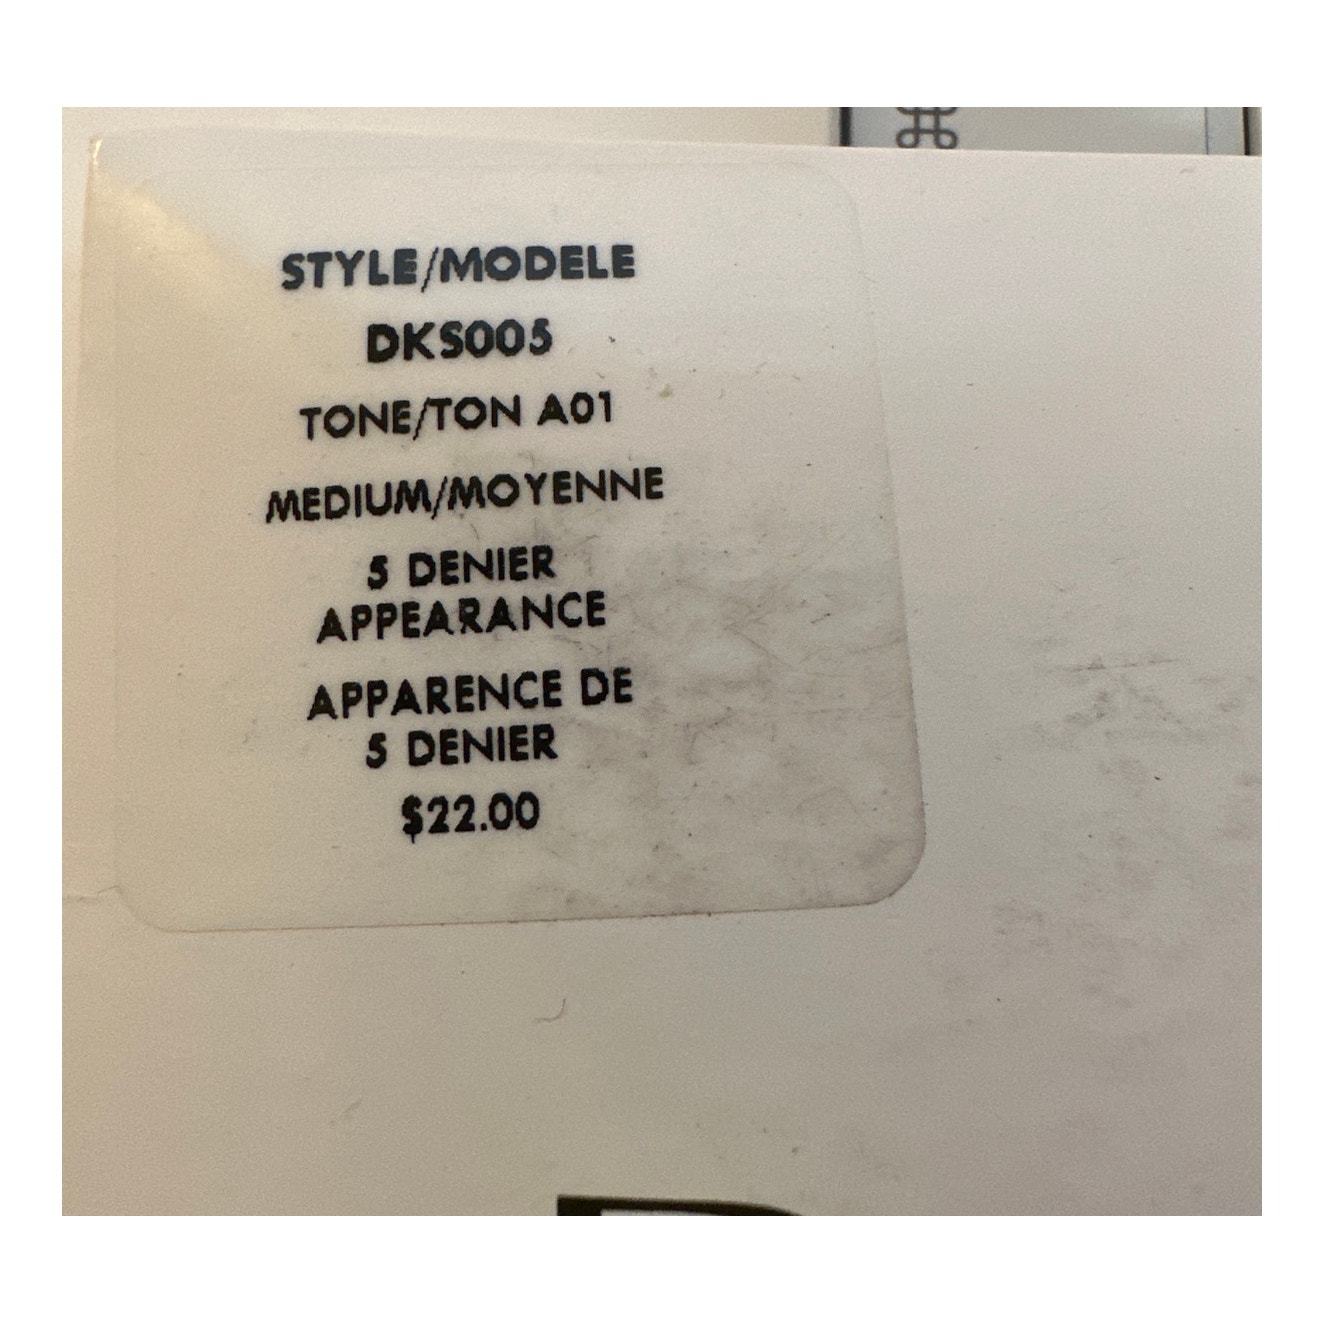 STYLE/MODELE
DKS005
TONE/TON A01
MEDIUM/MOYENNE
5 DENIER
APPEARANCE
APPARENCE DE
5 DENIER
$22.00